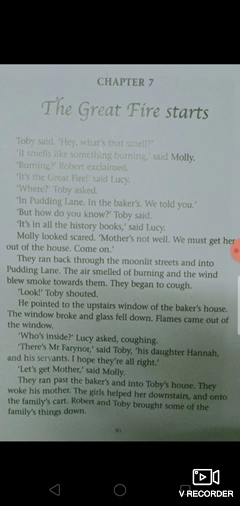 CHAPTER 7
The Great Fire starts
Toby said. 'Hey, what's that smell?'
'It smells like something burning,' said Molly.
'Burning?' Robert exclaimed.
'It's the Great Fire!' said Lucy.
'Where?' Toby asked.
'In Pudding Lane. In the baker's. We told you.'
'But how do you know?' Toby said.
'It's in all the history books,' said Lucy.
Molly looked scared. 'Mother's not well. We must get her
out of the house. Come on.'
They ran back through the moonlit streets and into
Pudding Lane. The air smelled of burning and the wind
blew smoke towards them. They began to cough.
'Look!' Toby shouted.
He pointed to the upstairs window of the baker's house.
The window broke and glass fell down. Flames came out of
the window.
'Who's inside?' Lucy asked, coughing.
'There's Mr Farynor,' said Toby, 'his daughter Hannah,
and his servants. I hope they're all right.'
'Let's get Mother,' said Molly.
They ran past the baker's and into Toby's house. They
woke his mother. The girls helped her downstairs, and onto
the family's cart. Robert and Toby brought some of the
family's things down.
V RECORDER